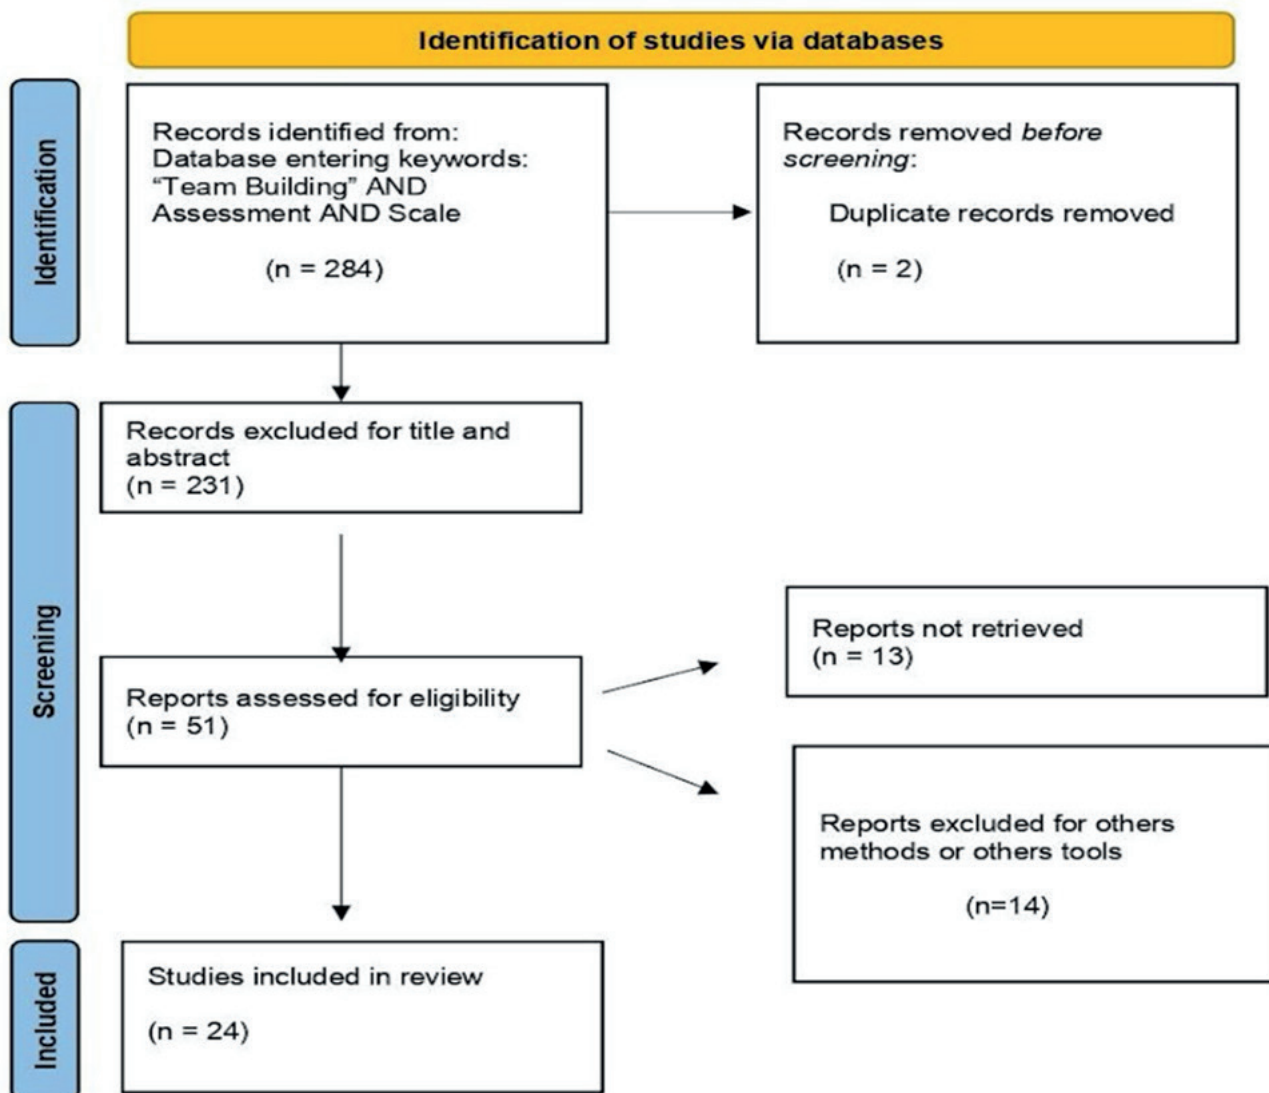 Identification of studies via databases
Identification
Records identified from:
Database entering keywords:
“Team Building” AND
Assessment AND Scale
(n = 284)
Records removed before
screening:
Duplicate records removed
(n = 2)
Screening
Records excluded for title and
abstract
(n = 231)
Reports assessed for eligibility
(n = 51)
Reports not retrieved
(n = 13)
Reports excluded for others
methods or others tools
(n=14)
Included
Studies included in review
(n = 24)